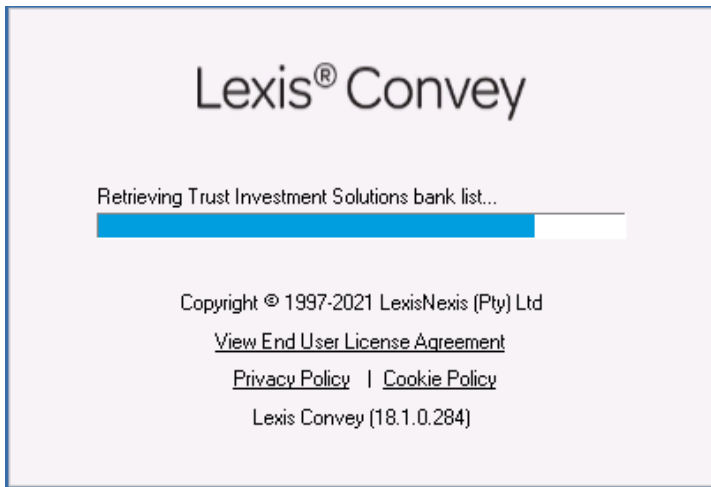 Lexis® Convey
Retrieving Trust Investment Solutions bank list...
Copyright © 1997-2021 LexisNexis (Pty) Ltd
View End User License Agreement
Privacy Policy | Cookie Policy
Lexis Convey (18.1.0.284)